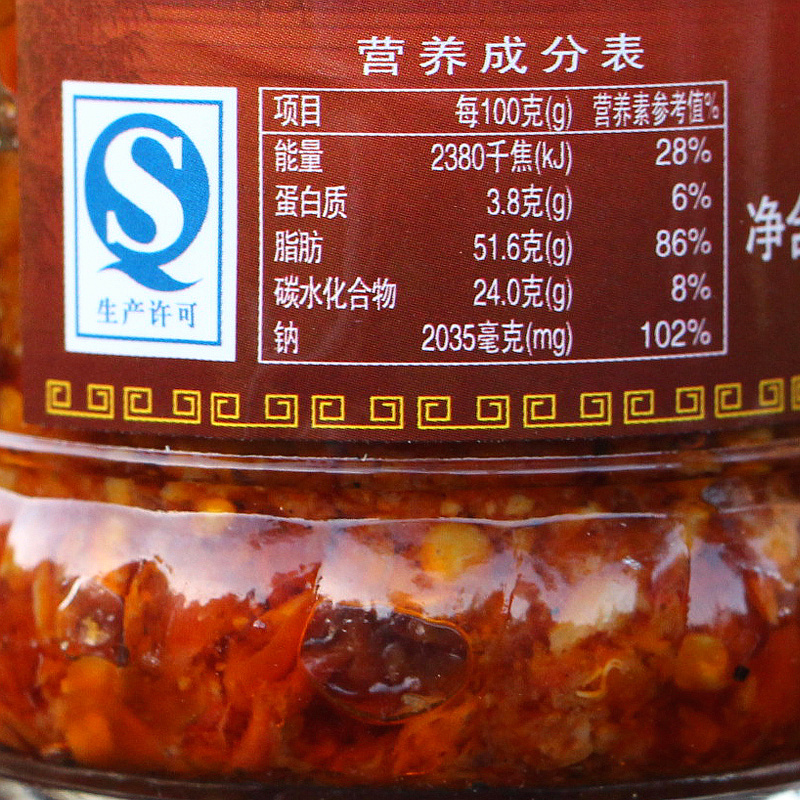 营养成分表
项目 每100克(g) 营养素参考值%
能量 2380千焦(kJ) 28%
蛋白质 3.8克(g) 6%
脂肪 51.6克(g) 86%
碳水化合物 24.0克(g) 8%
钠 2035毫克(mg) 102%
S
生产许可
净含